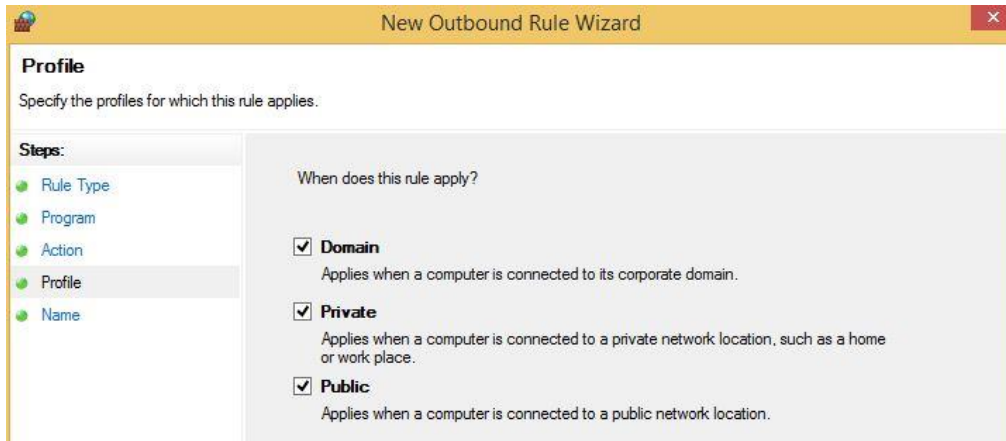 New Outbound Rule Wizard
Profile
Specify the profiles for which this rule applies.
Steps:
Rule Type
Program
Action
Profile
Name
When does this rule apply?
Domain
Applies when a computer is connected to its corporate domain.
Private
Applies when a computer is connected to a private network location, such as a home
or work place.
Public
Applies when a computer is connected to a public network location.